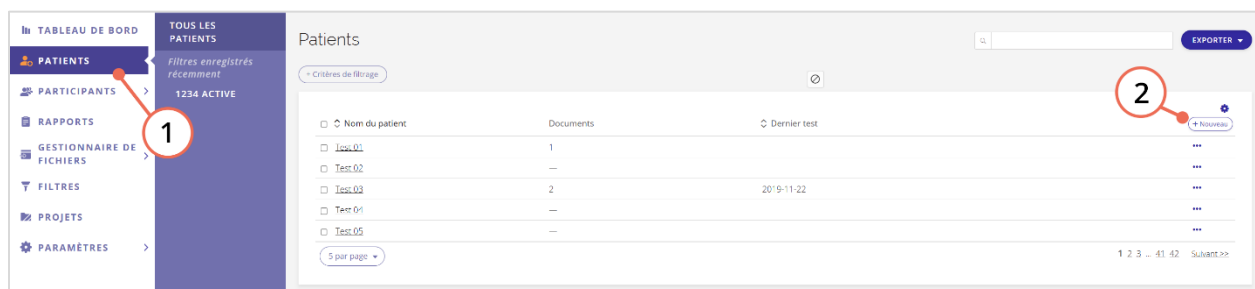 TABLEAU DE BORD
PATIENTS
PARTICIPANTS
RAPPORTS
GESTIONNAIRE DE
FICHIERS
FILTRES
PROJETS
PARAMÈTRES
1
TOUS LES
PATIENTS
Filtres enregistrés
récemment
1234 ACTIVE
Patients
EXPORTER
+ Critères de filtrage
2
Nom du patient Documents Dernier test + Nouveau
Test 01 1
Test 02 —
Test 03 2 2019-11-22
Test 04 —
Test 05 —
5 par page 1 2 3 ... 41 42 Suivant >>